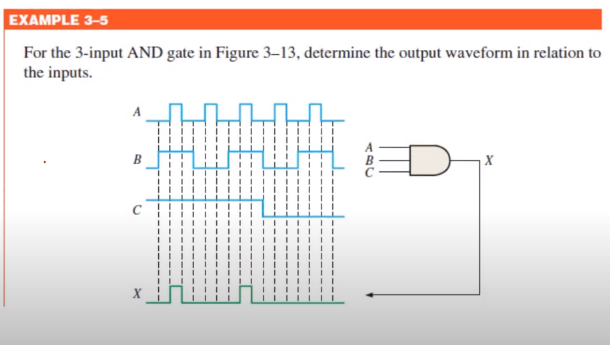 EXAMPLE 3–5
For the 3-input AND gate in Figure 3–13, determine the output waveform in relation to
the inputs.
A
B
C
X
A
B
C
X